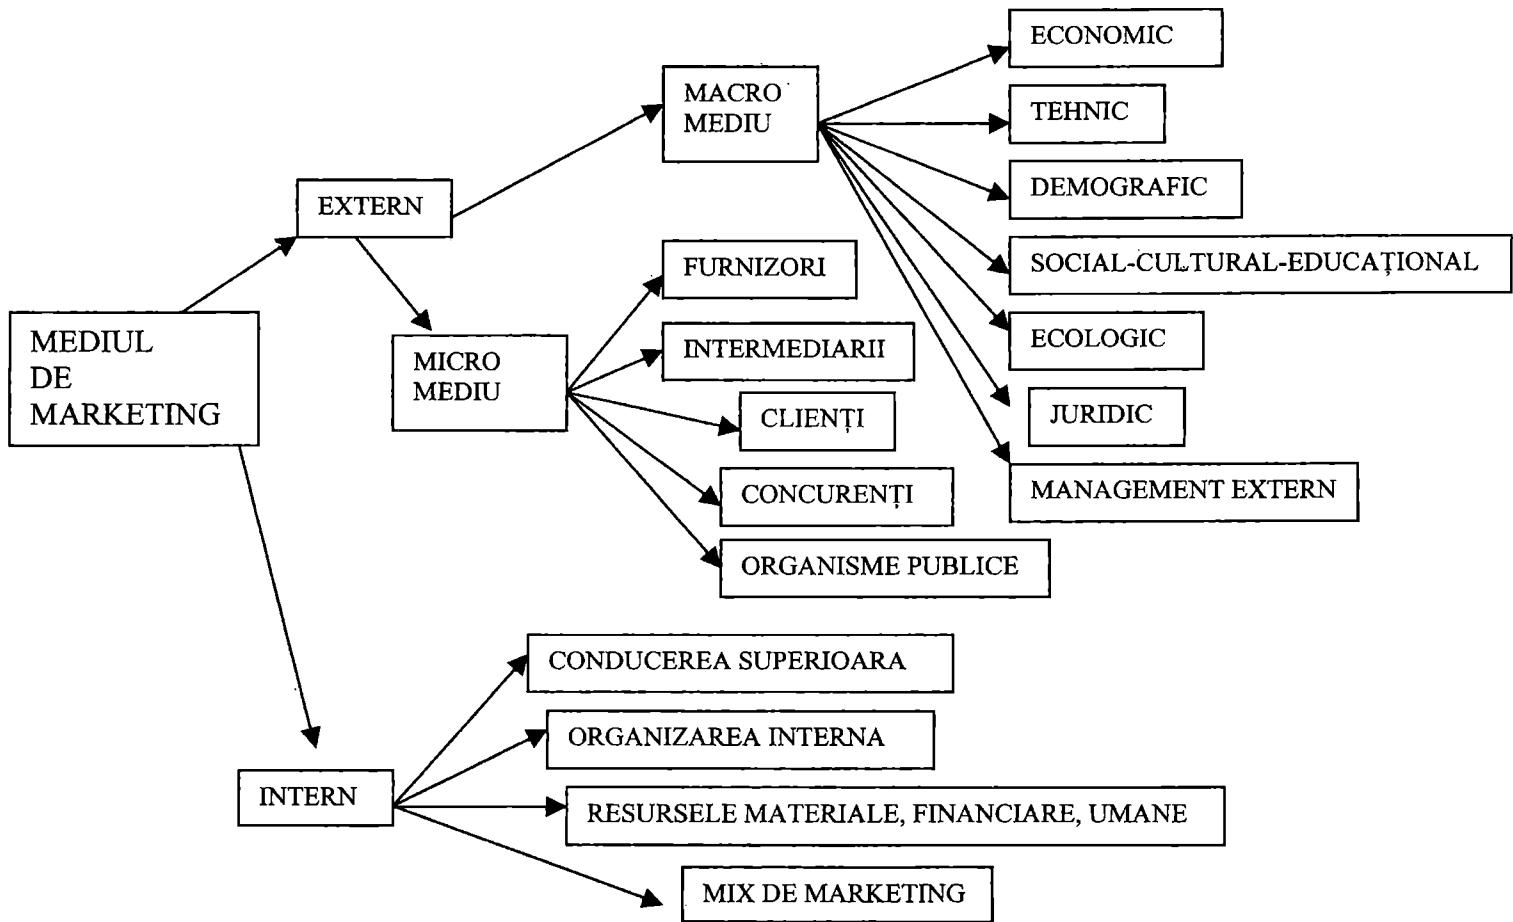 ECONOMIC
MACRO
MEDIU
TEHNIC
DEMOGRAFIC
EXTERN
SOCIAL-CULTURAL-EDUCAȚIONAL
FURNIZORI
ECOLOGIC
MEDIUL
DE
MARKETING
MICRO
MEDIU
INTERMEDIARII
JURIDIC
CLIENȚI
MANAGEMENT EXTERN
CONCURENȚI
ORGANISME PUBLICE
CONDUCEREA SUPERIOARA
ORGANIZAREA INTERNA
INTERN
RESURSELE MATERIALE, FINANCIARE, UMANE
MIX DE MARKETING